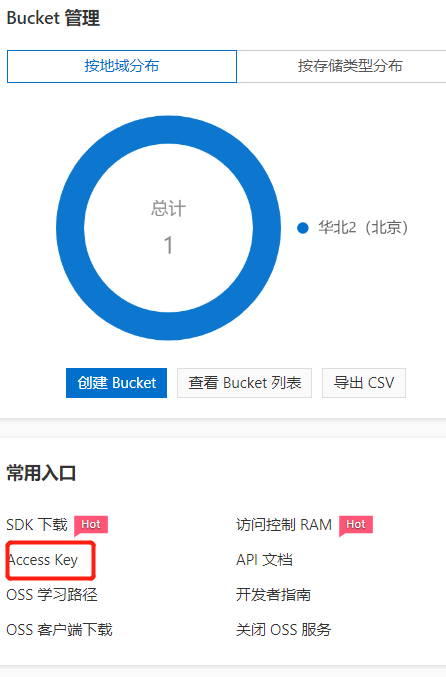 Bucket 管理
按地域分布 按存储类型分布
总计
1
华北2（北京）
创建 Bucket 查看 Bucket 列表 导出 CSV
常用入口
SDK 下载 Hot 访问控制 RAM Hot
Access Key API 文档
OSS 学习路径 开发者指南
OSS 客户端下载 关闭 OSS 服务